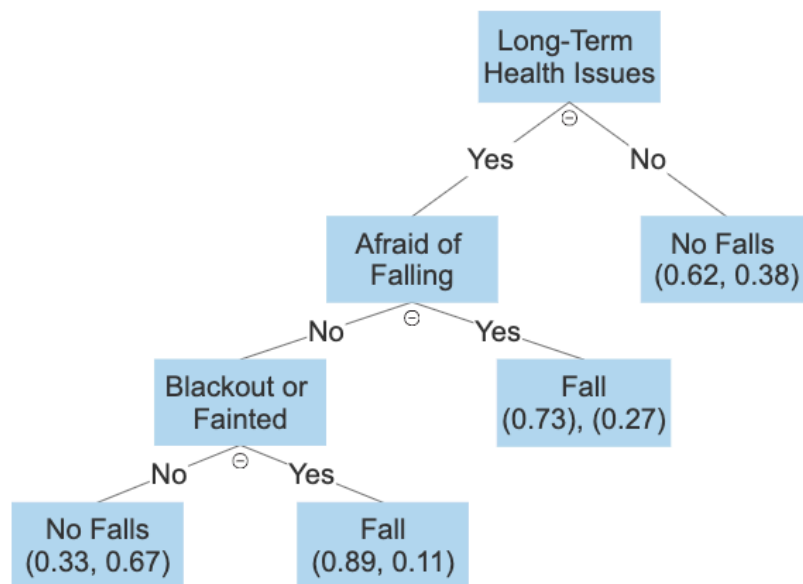 Long-Term
Health Issues
Yes
No
Afraid of
Falling
No Falls
(0.62, 0.38)
No
Yes
Blackout or
Fainted
Fall
(0.73), (0.27)
No
Yes
No Falls
(0.33, 0.67)
Fall
(0.89, 0.11)